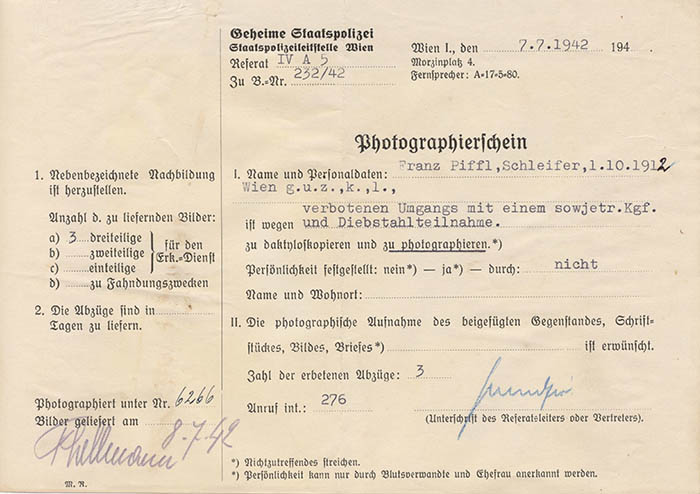 Geheime Staatspolizei
Staatspolizeileitstelle Wien
Referat IV A 5
Zu B.=Nr. 232/42
Wien I., den 7.7.1942 194
Morzinplatz 4.
Fernsprecher: A=17=5=80.
Photographierschein
1. Nebenbezeichnete Nachbildung
ist herzustellen.
Anzahl d. zu liefernden Bilder:
a) 3 dreiteilige
b) zweiteilige
c) einteilige
für den
Erk.=Dienst
d) zu Fahndungszwecken
2. Die Abzüge sind in
Tagen zu liefern.
Photographiert unter Nr. 6266
Bilder geliefert am 8-7-42
M. R.
I. Name und Personaldaten: Franz Piffl,Schleifer,1.10.1912
Wien g.u.z.,k.,l.,
verbotenen Umgangs mit einem sowjetr.Kgf.
ist wegen und Diebstahlteilnahme.
zu daktyloskopieren und zu photographieren.*)
Persönlichkeit festgestellt: nein*) — ja*) — durch: nicht
Name und Wohnort:
II. Die photographische Aufnahme des beigefügten Gegenstandes, Schrift=
stückes, Bildes, Briefes*) ist erwünscht.
Zahl der erbetenen Abzüge: 3
Anruf int.: 276
(Unterschrift des Referatsleiters oder Vertreters).
*) Nichtzutreffendes streichen.
*) Persönlichkeit kann nur durch Blutsverwandte und Ehefrau anerkannt werden.